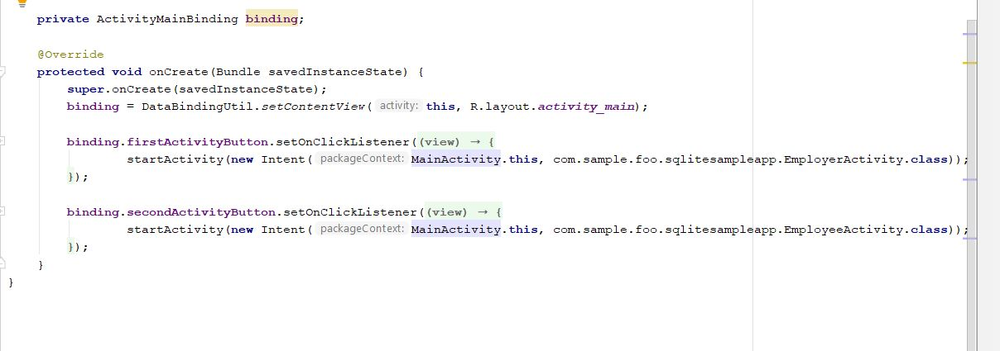 private ActivityMainBinding binding;
@Override
protected void onCreate(Bundle savedInstanceState) {
super.onCreate(savedInstanceState);
binding = DataBindingUtil.setContentView( activity: this, R.layout.activity_main);
binding.firstActivityButton.setOnClickListener((view) → {
startActivity(new Intent( packageContext: MainActivity.this, com.sample.foo.sqlitesampleapp.EmployerActivity.class));
});
binding.secondActivityButton.setOnClickListener((view) → {
startActivity(new Intent( packageContext: MainActivity.this, com.sample.foo.sqlitesampleapp.EmployeeActivity.class));
});
}
}